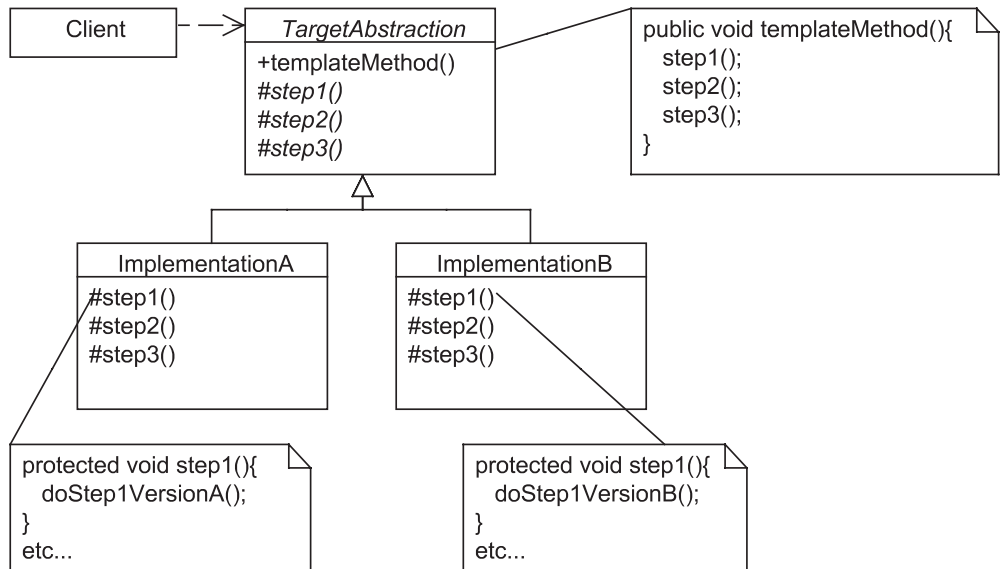 Client
TargetAbstraction
+templateMethod()
#step1()
#step2()
#step3()
public void templateMethod(){
step1();
step2();
step3();
}
ImplementationA
#step1()
#step2()
#step3()
ImplementationB
#step1()
#step2()
#step3()
protected void step1(){
doStep1VersionA();
}
etc...
protected void step1(){
doStep1VersionB();
}
etc...